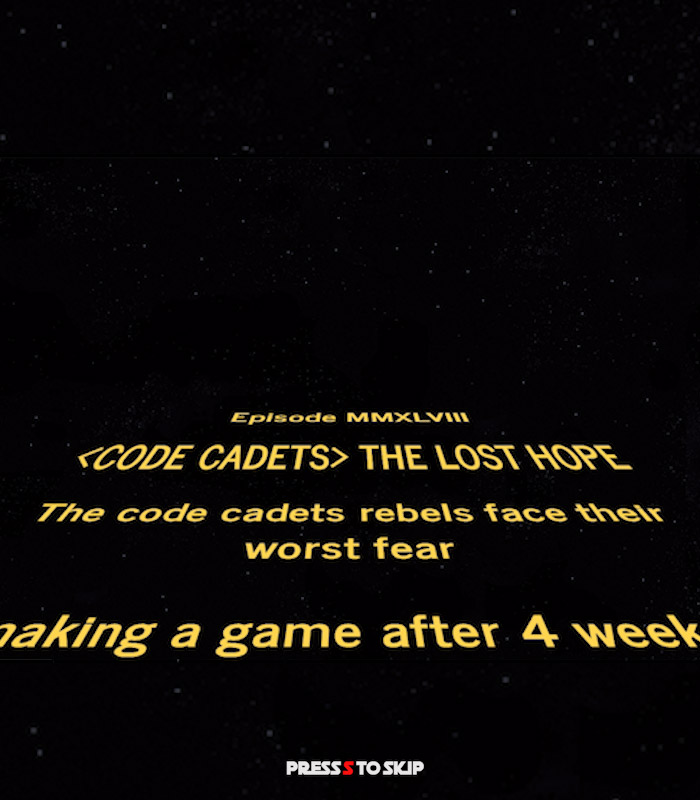 Episode MMXLVIII
<CODE CADETS> THE LOST HOPE
The code cadets rebels face their
worst fear
making a game after 4 week
PRESS S TO SKIP